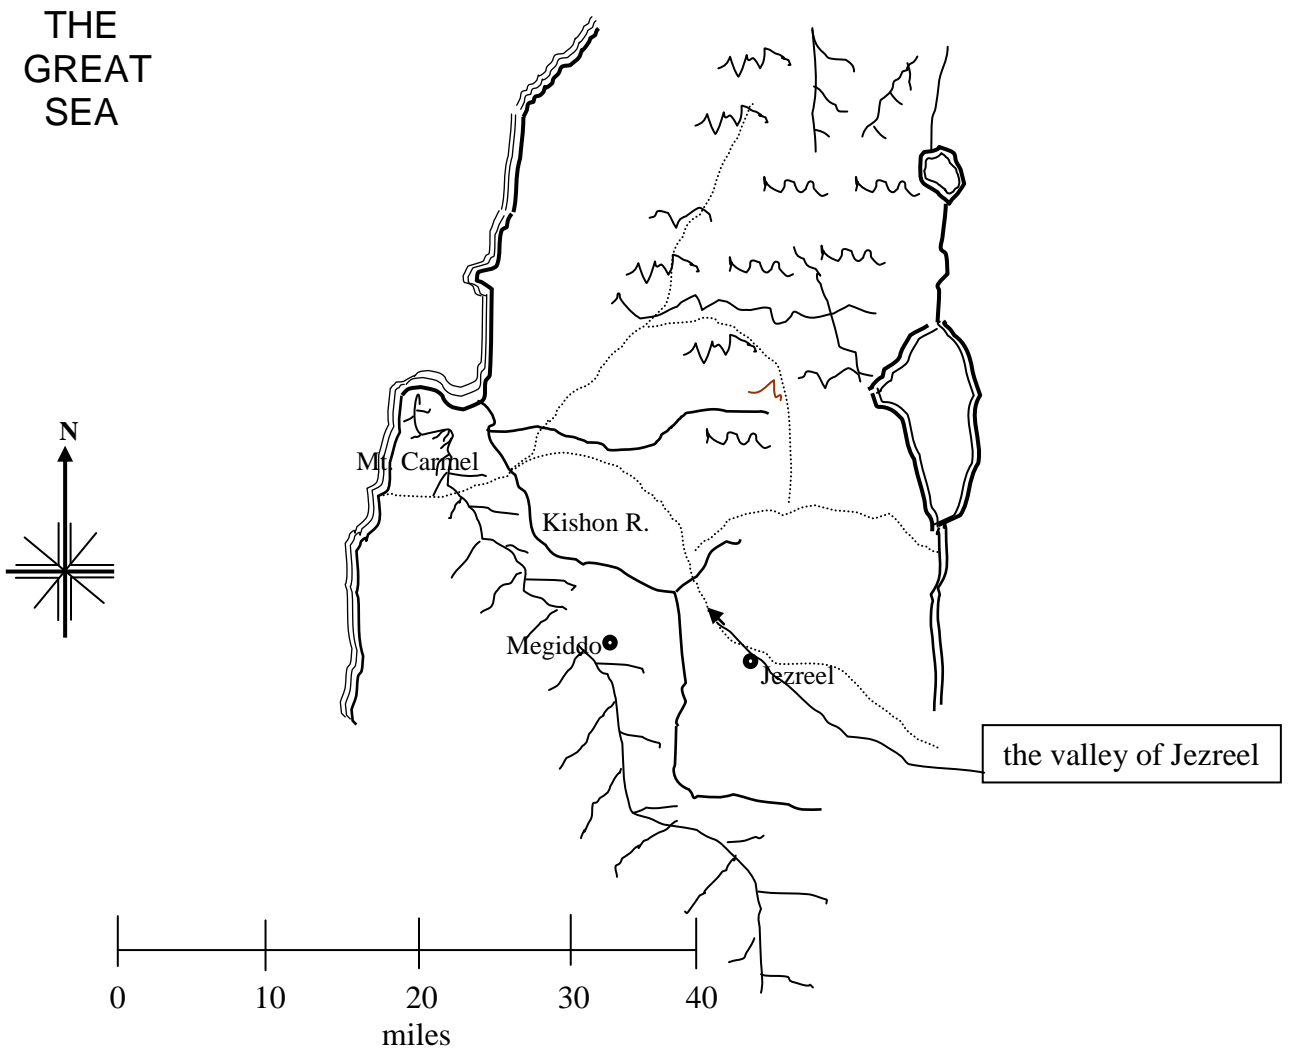 THE
GREAT
SEA
N
Mt. Carmel
Kishon R.
Megiddo
Jezreel
the valley of Jezreel
0 10 20 30 40
miles